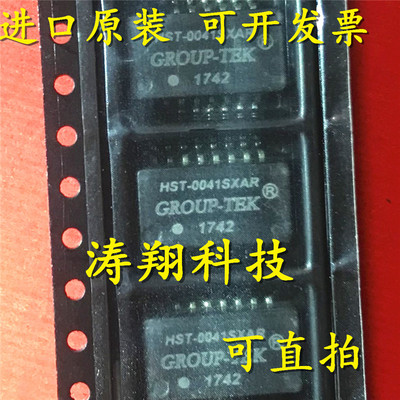 进口原装 可开发票
HST-0041SXAR
GROUP-TEK
1742
HST-0041SXAR
GROUP-TEK®
1742
涛翔科技
HST-0041SXAR
GROUP-TEK®
1742
可直拍